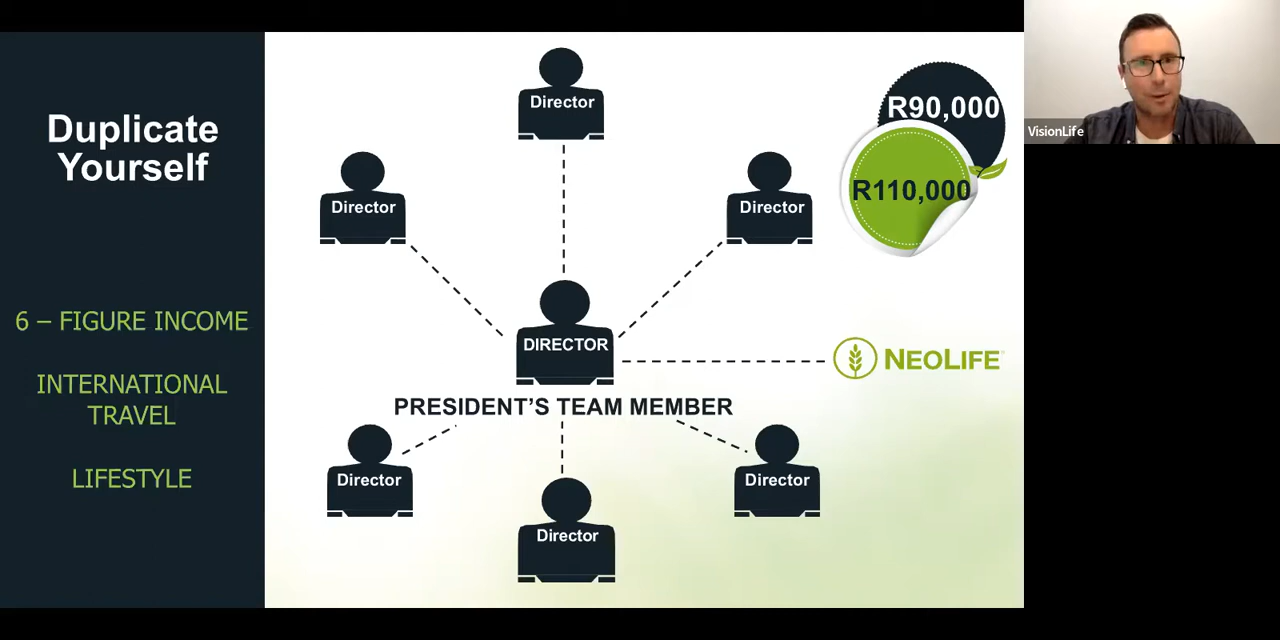 Duplicate
Yourself
6 – FIGURE INCOME
INTERNATIONAL
TRAVEL
LIFESTYLE
Director
Director
Director
DIRECTOR
PRESIDENT'S TEAM MEMBER
Director
Director
Director
R90,000
R110,000
NEOLIFE
VisionLife